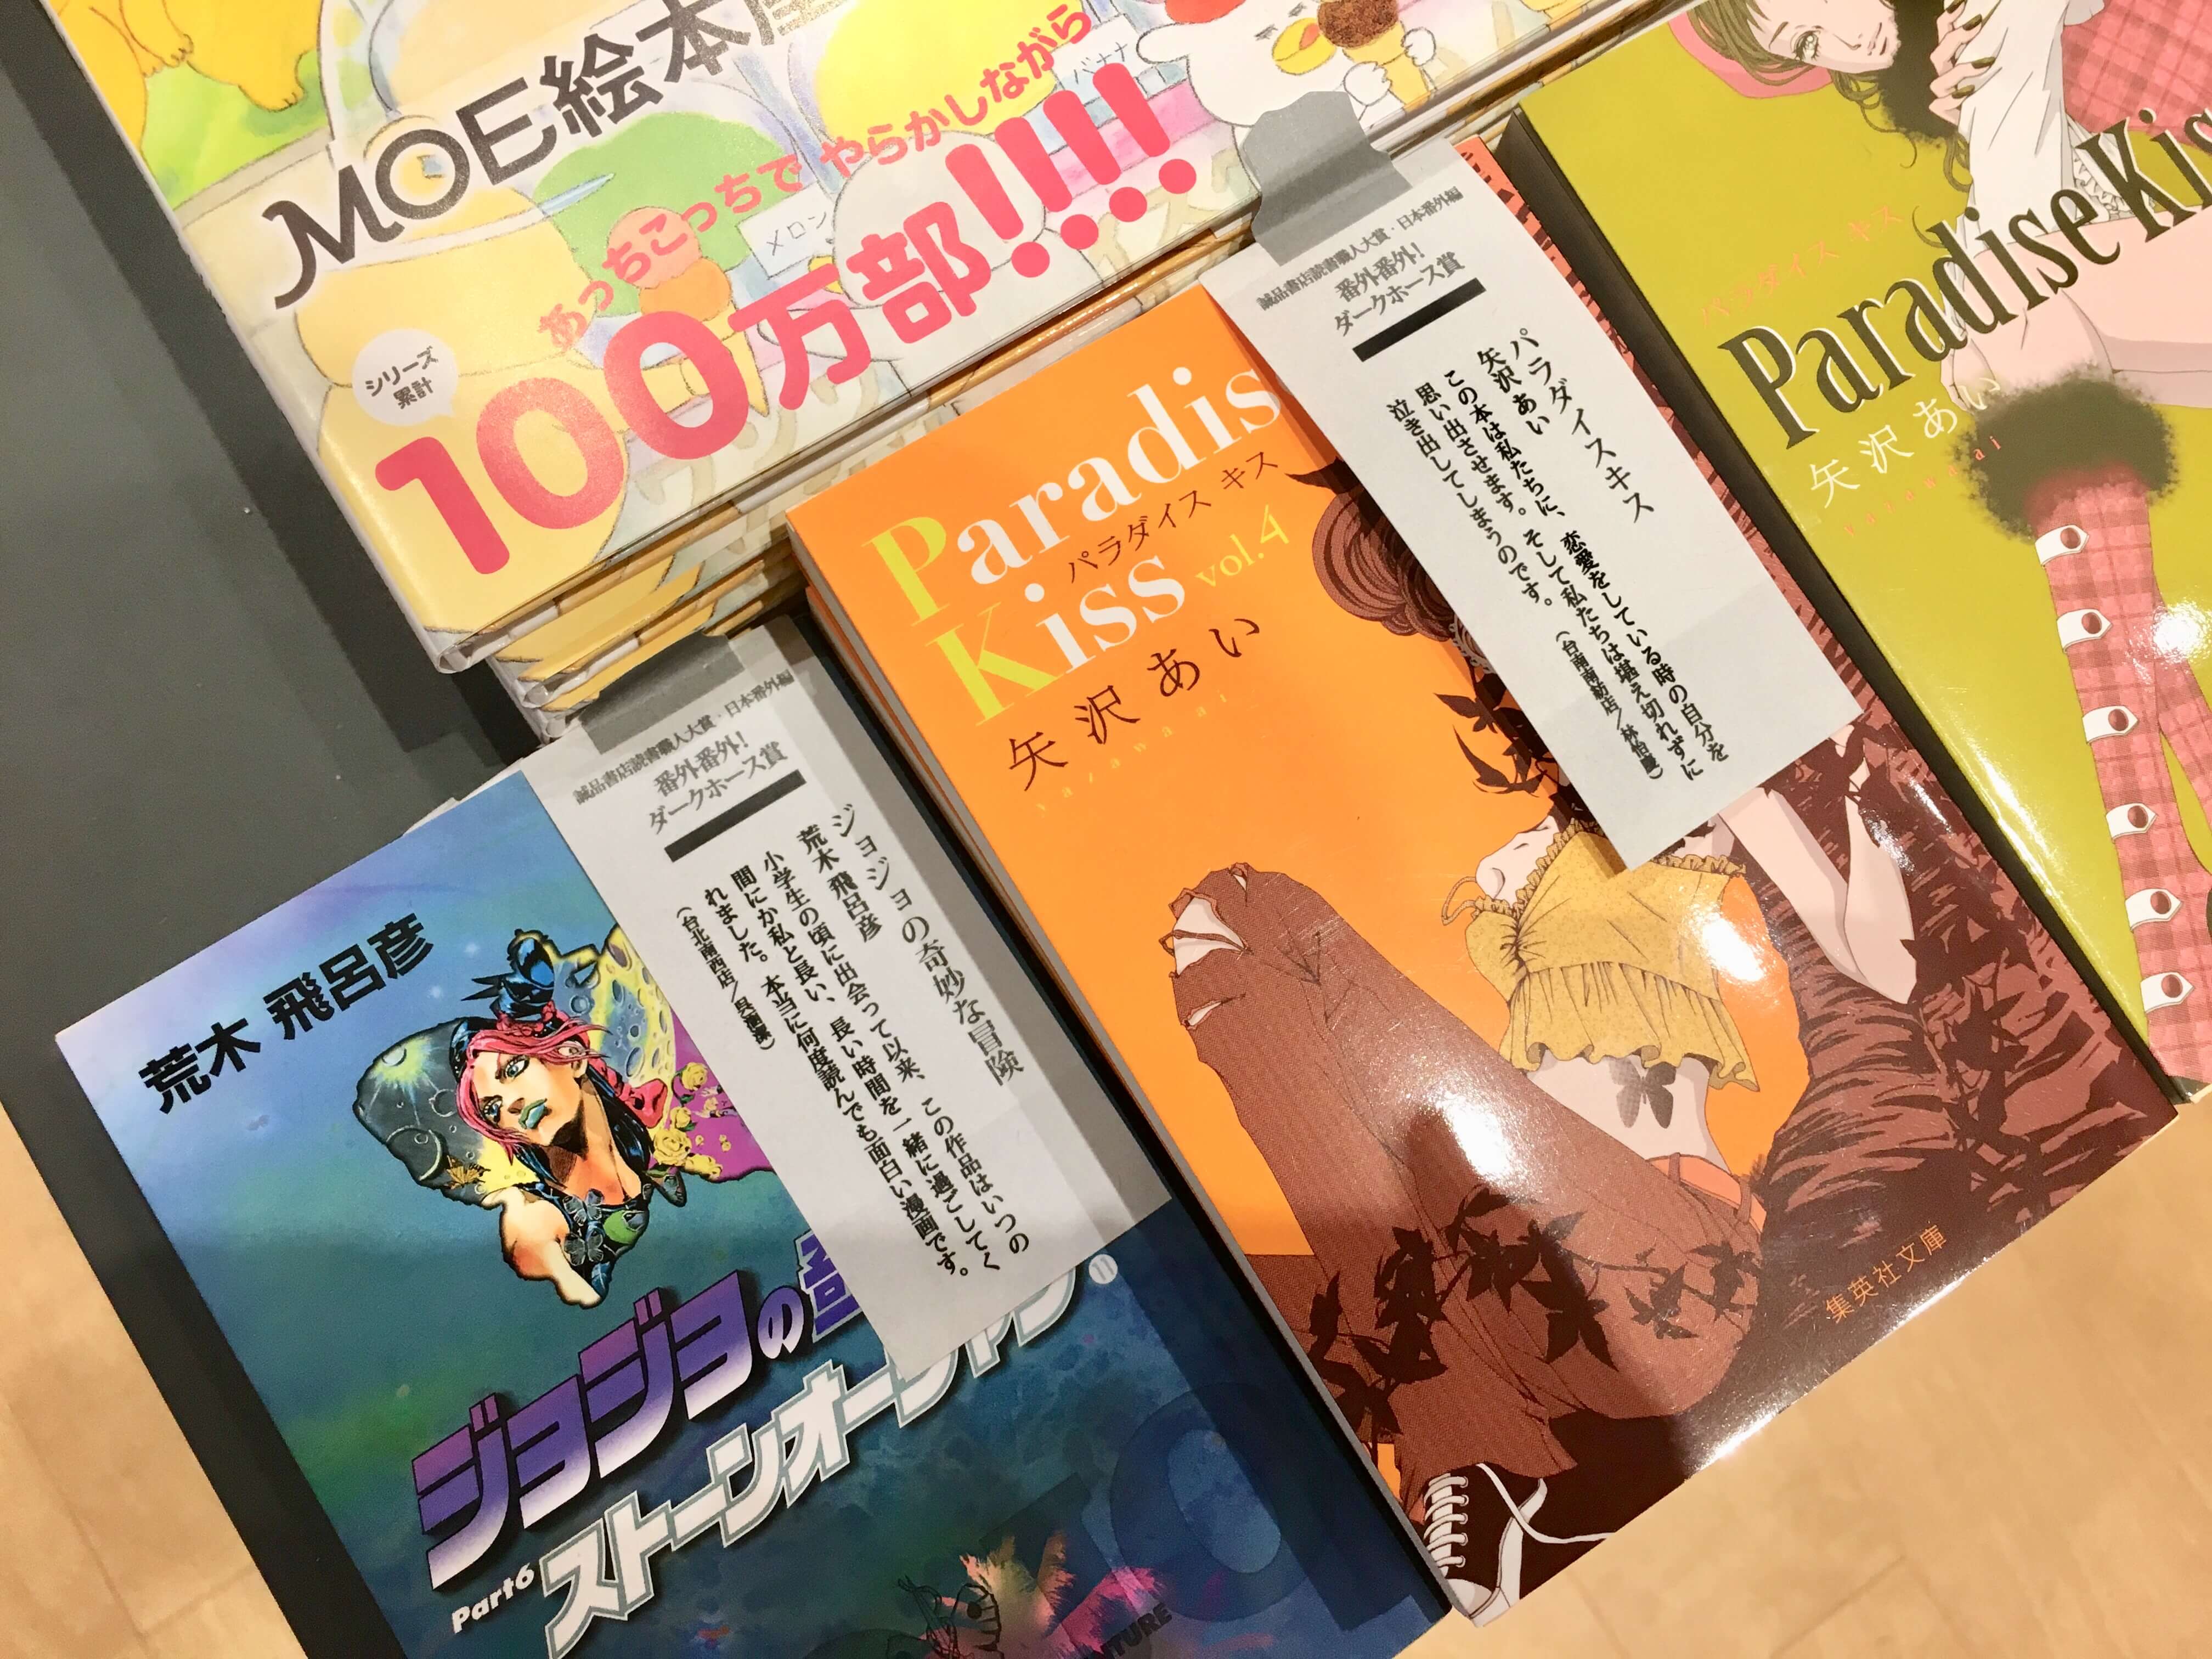 MOE絵本屋
あっちこっちで やらかしながら
シリーズ
累計
100万部!!!!
メロン
バナナ
誠品書店読書職人大賞・日本番外編
番外番外!
ダークホース賞
パラダイスキス
矢沢あい
この本は私たちに、恋愛をしている時の自分を
思い出させます。そして私たちは堪え切れずに
泣き出してしまうのです。
Paradis
Kiss vol.4
パラダイス キス
矢沢あい
集英社文庫
パラダイス キス
Paradise Kis
矢沢あい
誠品書店読書職人大賞・日本番外編
番外番外!
ダークホース賞
ジョジョの奇妙な冒険
荒木 飛呂彦
小学生の頃に出会って以来、この作品はいつの
間にか私と長い、長い時間を一緒に過ごしてく
れました。本当に何度読んでも面白い漫画です。
荒木 飛呂彦
ジョジョの奇
Part6
ストーンオーシャン
11